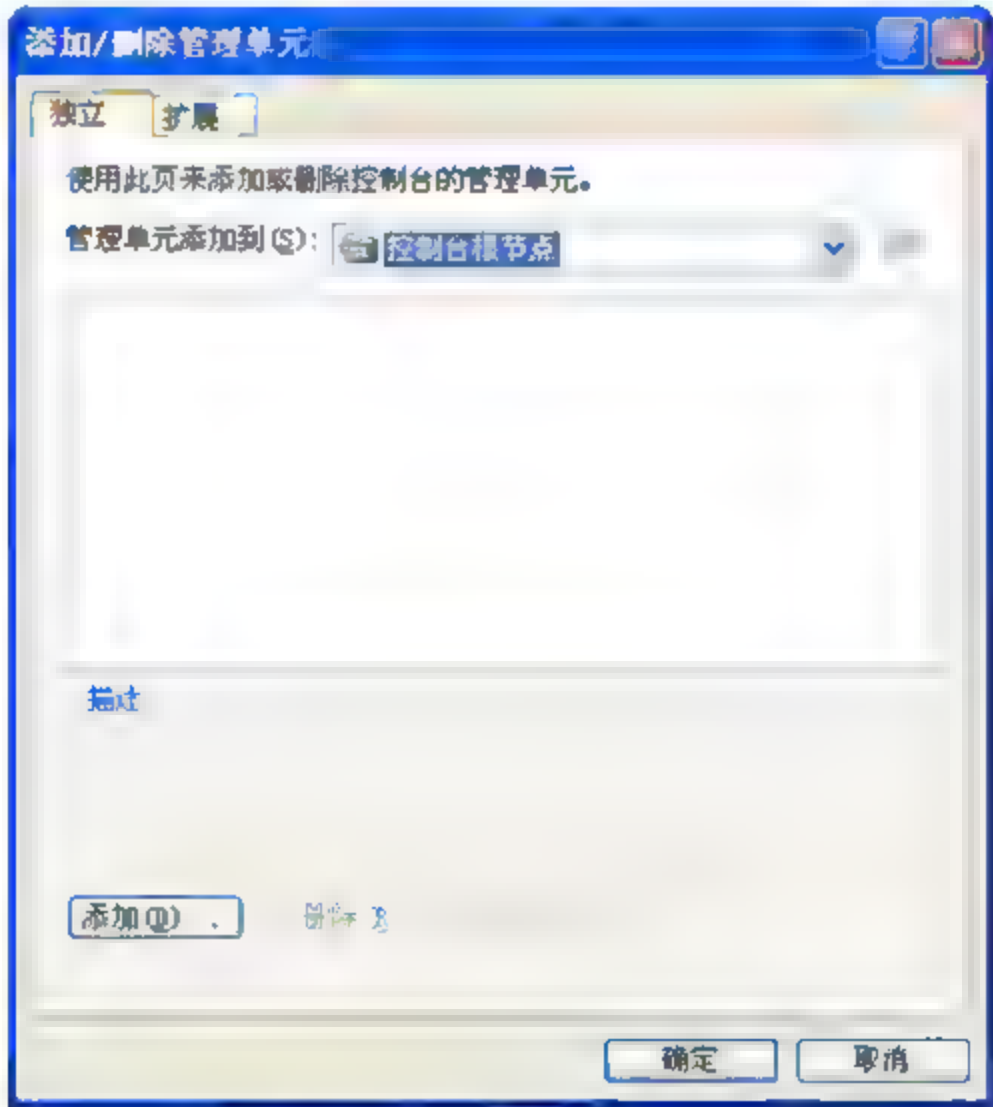 添加/删除管理单元
独立
扩展
使用此页来添加或删除控制台的管理单元。
管理单元添加到(S):
控制台根节点
描述
添加(D)
删除 R
确定
取消